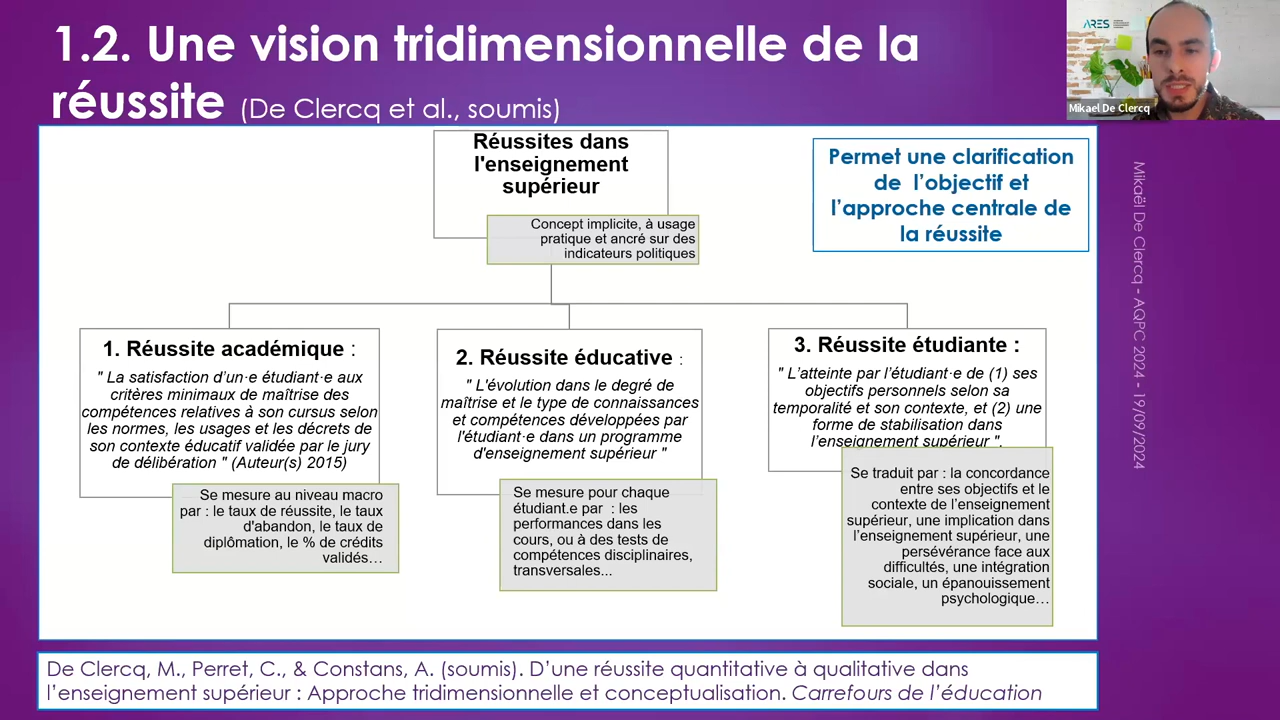 1.2. Une vision tridimensionnelle de la
réussite (De Clercq et al., soumis)
ARES
Mikael De Clercq
Réussites dans
l'enseignement
supérieur
Concept implicite, à usage
pratique et ancré sur des
indicateurs politiques
Permet une clarification
de l'objectif et
l'approche centrale de
la réussite
1. Réussite académique :
" La satisfaction d'un·e étudiant·e aux
critères minimaux de maîtrise des
compétences relatives à son cursus selon
les normes, les usages et les décrets de
son contexte éducatif validée par le jury
de délibération " (Auteur(s) 2015)
Se mesure au niveau macro
par : le taux de réussite, le taux
d'abandon, le taux de
diplômation, le % de crédits
validés…
2. Réussite éducative :
" L'évolution dans le degré de
maîtrise et le type de connaissances
et compétences développées par
l'étudiant·e dans un programme
d'enseignement supérieur "
Se mesure pour chaque
étudiant.e par : les
performances dans les
cours, ou à des tests de
compétences disciplinaires,
transversales...
3. Réussite étudiante :
" L'atteinte par l'étudiant·e de (1) ses
objectifs personnels selon sa
temporalité et son contexte, et (2) une
forme de stabilisation dans
l'enseignement supérieur ".
Se traduit par : la concordance
entre ses objectifs et le
contexte de l'enseignement
supérieur, une implication dans
l'enseignement supérieur, une
persévérance face aux
difficultés, une intégration
sociale, un épanouissement
psychologique…
Mikaël De Clercq - AQPC 2024 - 19/09/2024
De Clercq, M., Perret, C., & Constans, A. (soumis). D'une réussite quantitative à qualitative dans
l'enseignement supérieur : Approche tridimensionnelle et conceptualisation. Carrefours de l'éducation